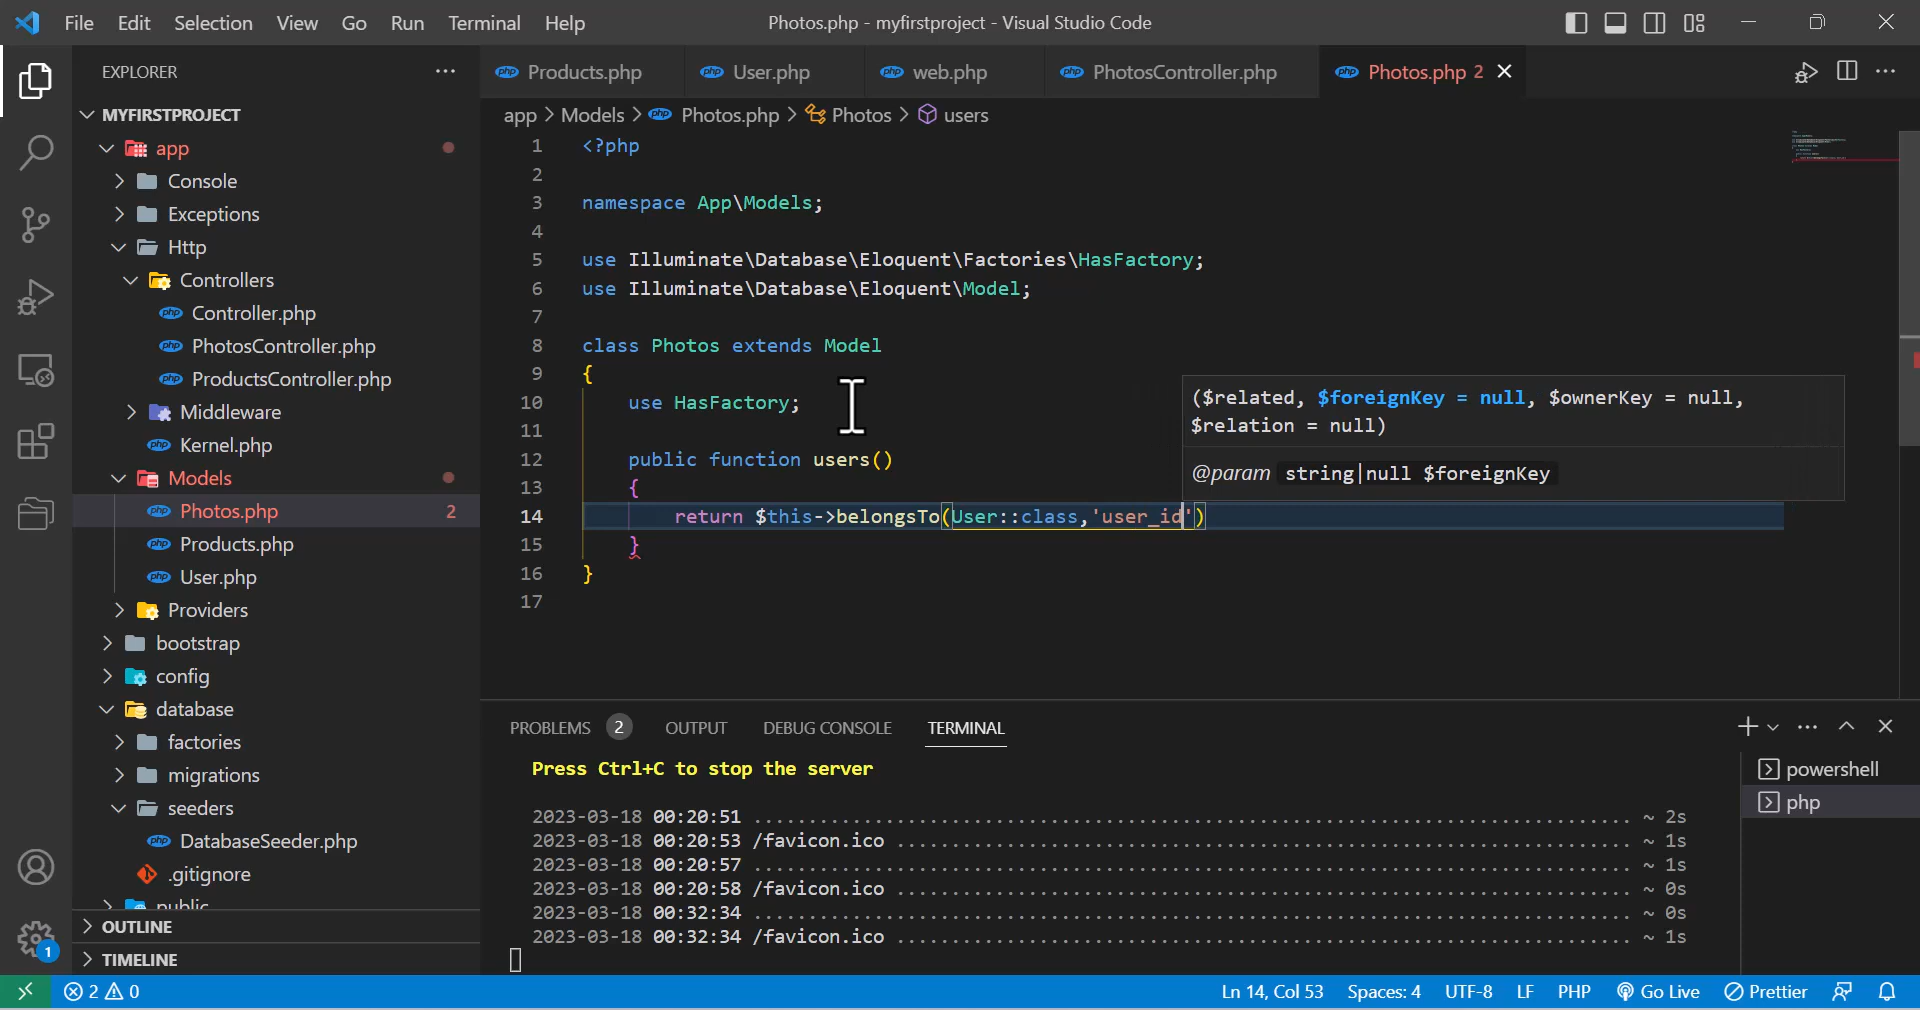 File Edit Selection View Go Run Terminal Help Photos.php - myfirstproject - Visual Studio Code
EXPLORER
MYFIRSTPROJECT
app
Console
Exceptions
Http
Controllers
Controller.php
PhotosController.php
ProductsController.php
Middleware
Kernel.php
Models
Photos.php 2
Products.php
User.php
Providers
bootstrap
config
database
factories
migrations
seeders
DatabaseSeeder.php
.gitignore
public
OUTLINE
TIMELINE
Products.php User.php web.php PhotosController.php Photos.php 2
app > Models > Photos.php > Photos > users
1 <?php
2
3 namespace App\Models;
4
5 use Illuminate\Database\Eloquent\Factories\HasFactory;
6 use Illuminate\Database\Eloquent\Model;
7
8 class Photos extends Model
9 {
10 use HasFactory;
11
12 public function users()
13 {
14 return $this->belongsTo(User::class,'user_id')
15 }
16 }
17
($related, $foreignKey = null, $ownerKey = null,
$relation = null)
@param string|null $foreignKey
PROBLEMS 2 OUTPUT DEBUG CONSOLE TERMINAL
Press Ctrl+C to stop the server
2023-03-18 00:20:51 ........................................................................... ~ 2s
2023-03-18 00:20:53 /favicon.ico ............................................................... ~ 1s
2023-03-18 00:20:57 ........................................................................... ~ 1s
2023-03-18 00:20:58 /favicon.ico ............................................................... ~ 0s
2023-03-18 00:32:34 ........................................................................... ~ 0s
2023-03-18 00:32:34 /favicon.ico ............................................................... ~ 1s
powershell
php
1
2 0 Ln 14, Col 53 Spaces: 4 UTF-8 LF PHP Go Live Prettier